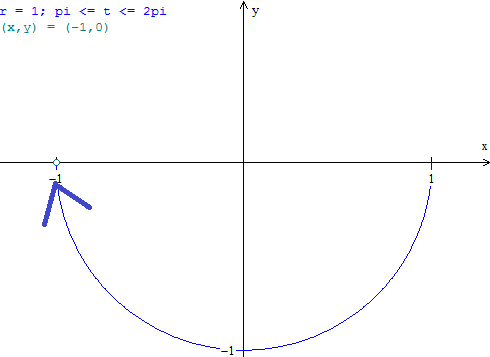 r = 1; pi <= t <= 2pi
(x,y) = (-1,0)
y
x
-1
1
-1